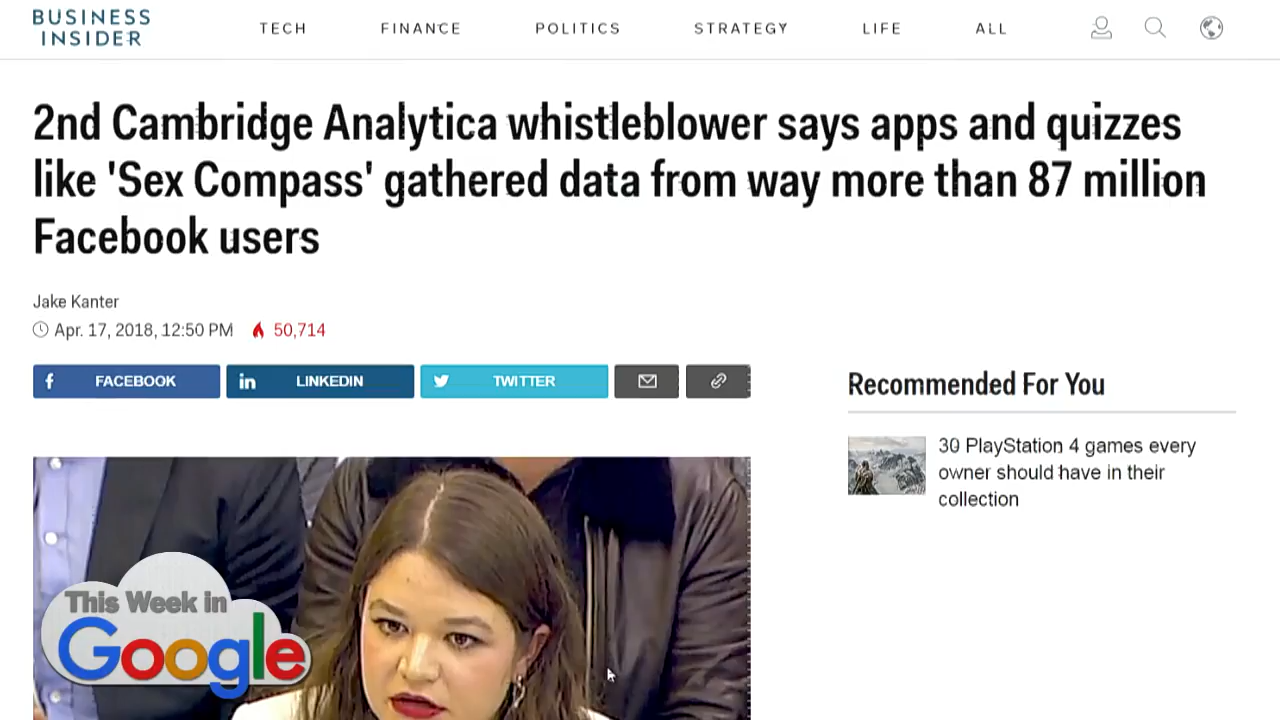 BUSINESS
INSIDER
TECH
FINANCE
POLITICS
STRATEGY
LIFE
ALL
2nd Cambridge Analytica whistleblower says apps and quizzes
like 'Sex Compass' gathered data from way more than 87 million
Facebook users
Jake Kanter
Apr. 17, 2018, 12:50 PM 50,714
f FACEBOOK
in LINKEDIN
TWITTER
Recommended For You
30 PlayStation 4 games every
owner should have in their
collection
This Week in
Google